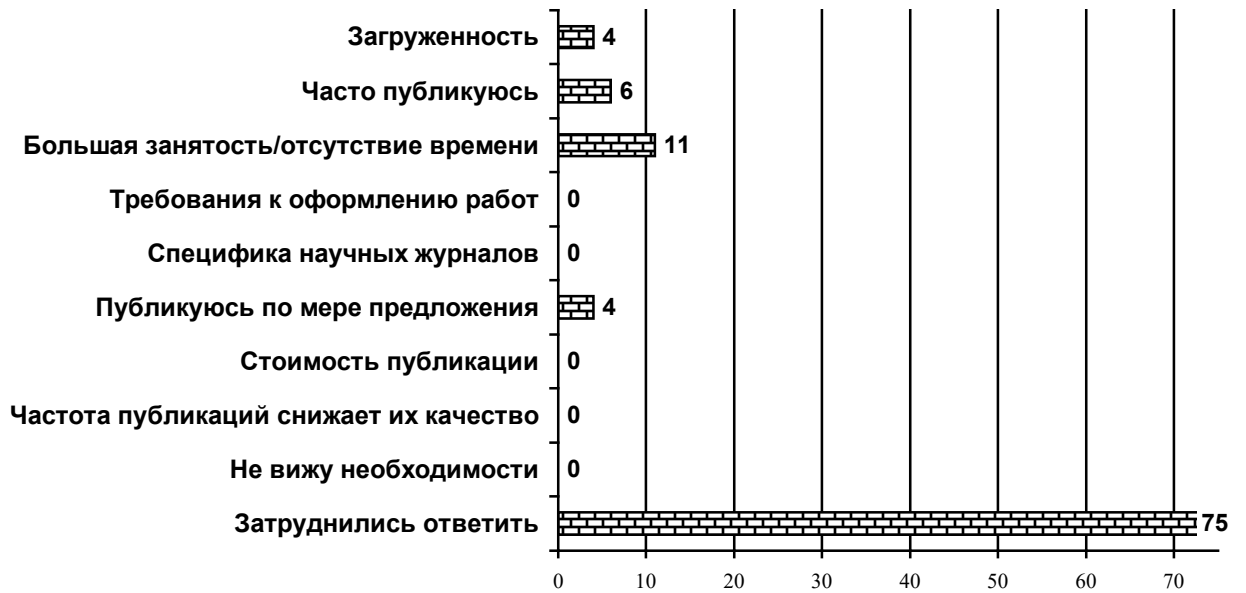 Загруженность 4
Часто публикуюсь 6
Большая занятость/отсутствие времени 11
Требования к оформлению работ 0
Специфика научных журналов 0
Публикуюсь по мере предложения 4
Стоимость публикации 0
Частота публикаций снижает их качество 0
Не вижу необходимости 0
Затруднились ответить 75
0 10 20 30 40 50 60 70